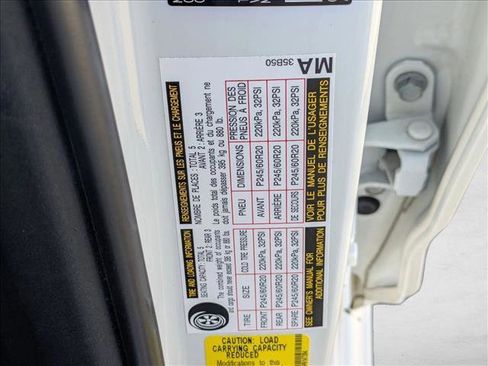 MA
35B50
TIRE AND LOADING INFORMATION
SEATING CAPACITY TOTAL 5 FRONT 2 REAR 3
The combined weight of occupants
and cargo should never exceed 395 kg or 880 lbs.
TIRE SIZE COLD TIRE PRESSURE
FRONT P245/60R20 220kPa, 32PSI
REAR P245/60R20 220kPa, 32PSI
SPARE P245/60R20 220kPa, 32PSI
SEE OWNER'S MANUAL FOR
ADDITIONAL INFORMATION
RENSEIGNEMENTS SUR LES PNEUS ET LE CHARGEMENT
NOMBRE DE PLACES TOTAL 5
AVANT 2 ARRIÈRE 3
Le poids total des occupants et du chargement ne
doit jamais dépasser 395 kg ou 880 lb.
PNEU DIMENSIONS PRESSION DES PNEUS À FROID
AVANT P245/60R20 220kPa, 32PSI
ARRIÈRE P245/60R20 220kPa, 32PSI
DE SECOURS P245/60R20 220kPa, 32PSI
VOIR LE MANUEL DE L'USAGER
POUR PLUS DE RENSEIGNEMENTS
CAUTION: LOAD
CARRYING CAPACITY
REDUCED
Modifications to this